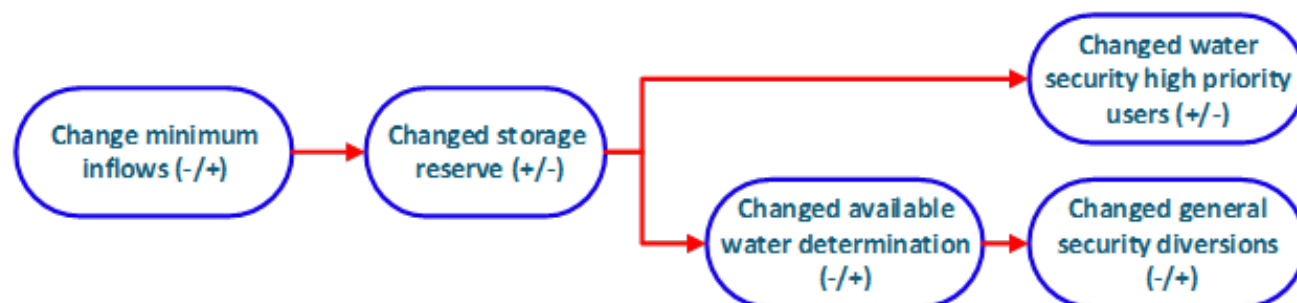 Change minimum
inflows (-/+)
Changed storage
reserve (+/-)
Changed water
security high priority
users (+/-)
Changed available
water determination
(-/+)
Changed general
security diversions
(-/+)